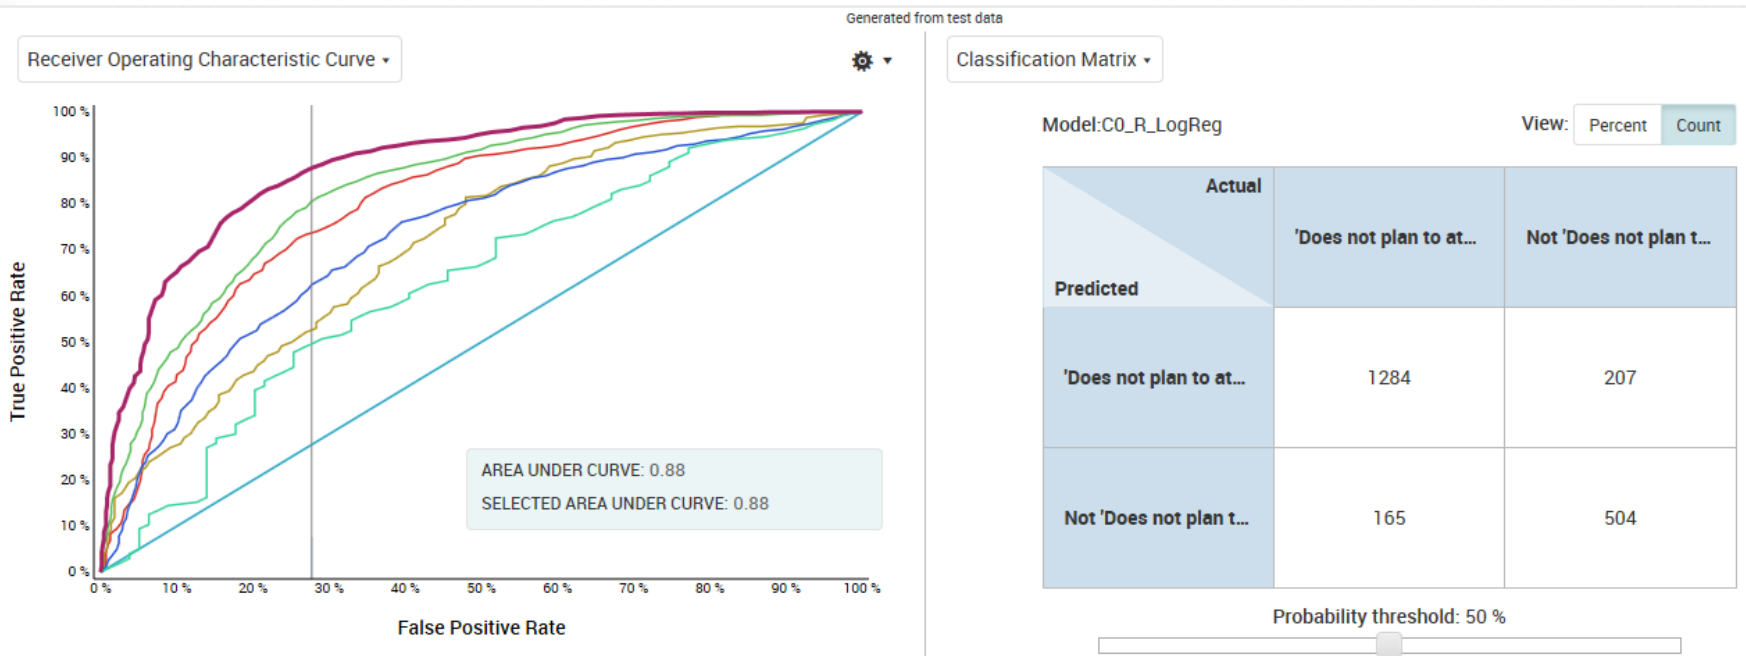 Generated from test data
Receiver Operating Characteristic Curve
Classification Matrix
Model:C0_R_LogReg
View: Percent Count
True Positive Rate
100 %
90 %
80 %
70 %
60 %
50 %
40 %
30 %
20 %
10 %
0 %
AREA UNDER CURVE: 0.88
SELECTED AREA UNDER CURVE: 0.88
0 % 10 % 20 % 30 % 40 % 50 % 60 % 70 % 80 % 90 % 100 %
False Positive Rate
Actual
Predicted
'Does not plan to at... Not 'Does not plan t...
'Does not plan to at... 1284 207
Not 'Does not plan t... 165 504
Probability threshold: 50 %